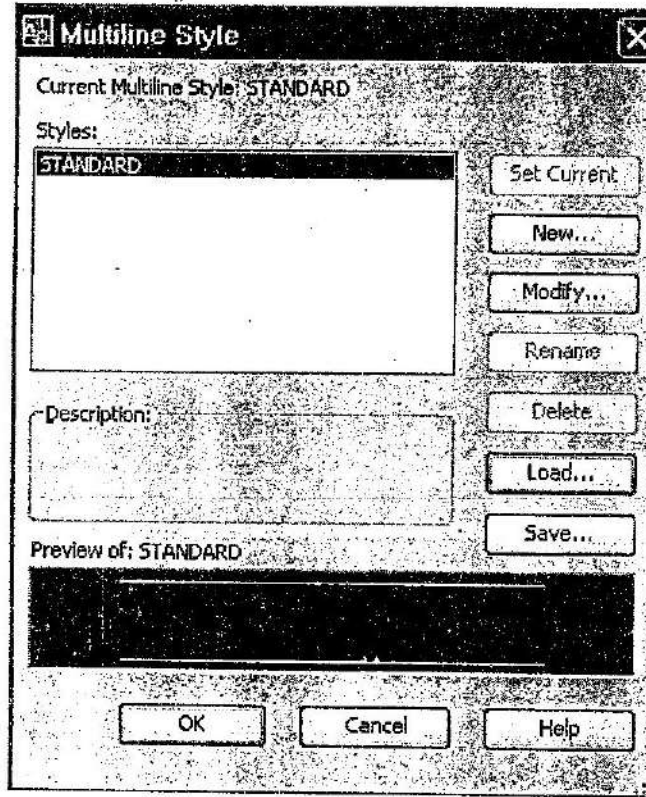 Multiline Style
Current Multiline Style: STANDARD
Styles:
STANDARD
Set Current
New...
Modify...
Rename
Delete
Description:
Load...
Save...
Preview of: STANDARD
OK
Cancel
Help